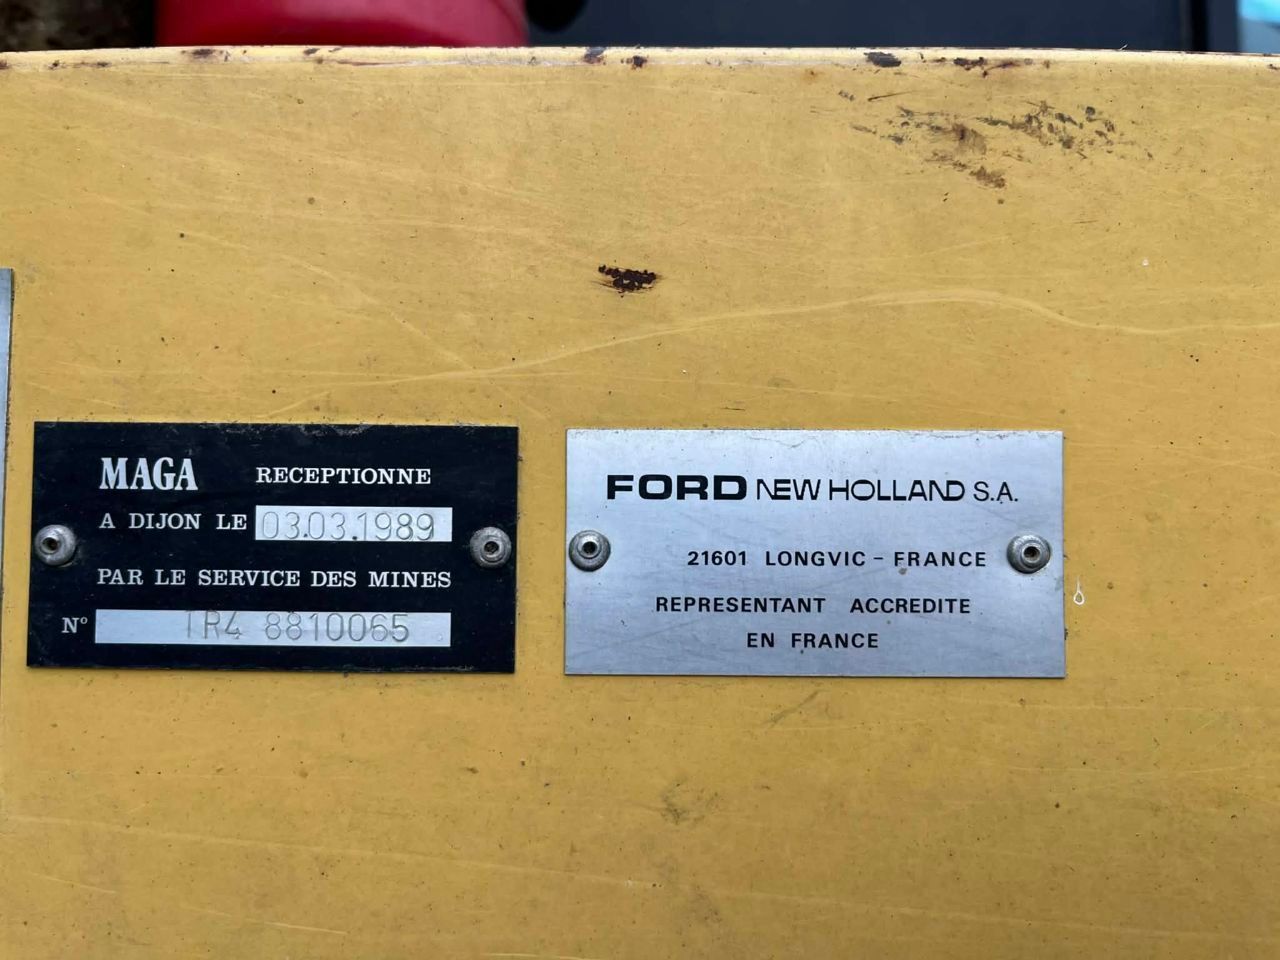 MAGA RECEPTIONNE
A DIJON LE 03.03.1989
PAR LE SERVICE DES MINES
N° TR4 8810065
FORD NEW HOLLAND S.A.
21601 LONGVIC - FRANCE
REPRESENTANT ACCREDITE
EN FRANCE